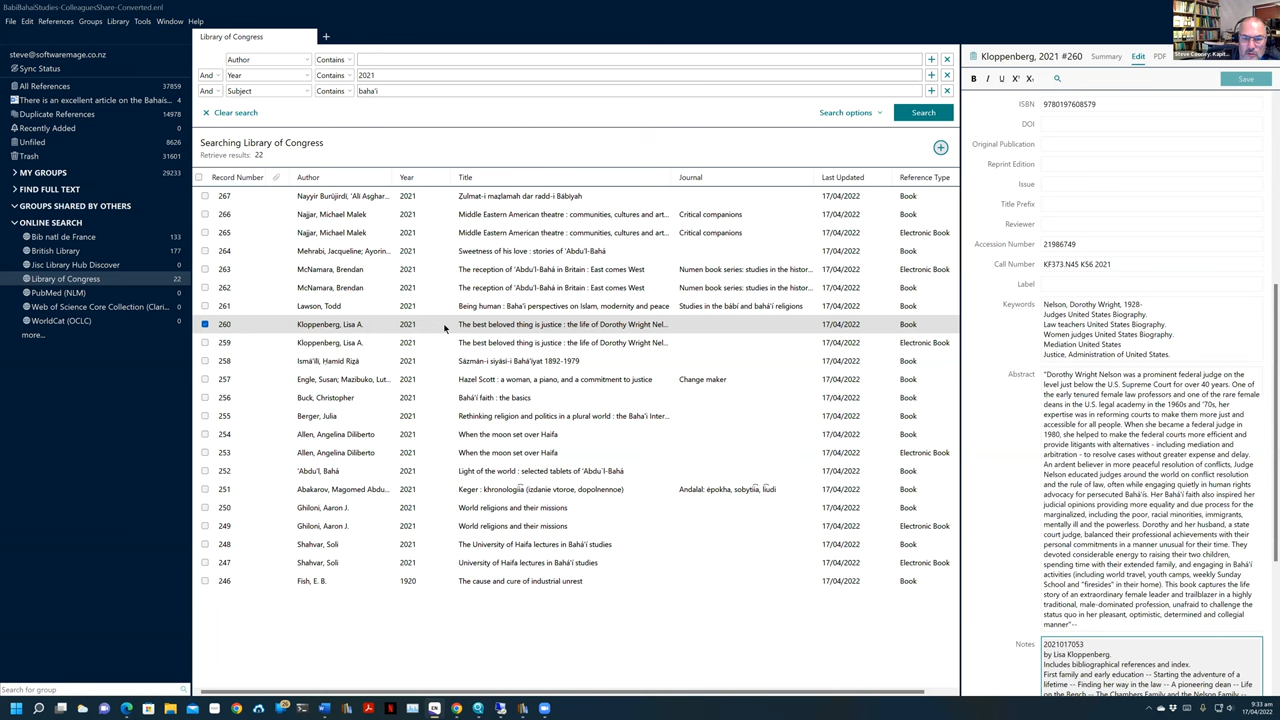 BabiBahaiStudies-ColleaguesShare-Converted.enl
File Edit References Groups Library Tools Window Help
steve@softwaremage.co.nz
Sync Status
All References 37859
There is an excellent article on the Bahaís... 4
Duplicate References 14978
Recently Added 0
Unfiled 8626
Trash 31601
MY GROUPS 29233
FIND FULL TEXT
GROUPS SHARED BY OTHERS
ONLINE SEARCH
Bib natl de France 133
British Library 177
Jisc Library Hub Discover 0
Library of Congress 22
PubMed (NLM) 0
Web of Science Core Collection (Clari... 0
WorldCat (OCLC) 0
more...
Search for group
Library of Congress
Author Contains
And Year Contains 2021
And Subject Contains baha'i
Clear search Search options Search
Searching Library of Congress
Retrieve results: 22
Record Number Author Year Title Journal Last Updated Reference Type
267 Nayyir Burūjirdī, 'Alī Asghar... 2021 Zulmat-i maẓlamah dar radd-i Bābīyah 17/04/2022 Book
266 Najjar, Michael Malek 2021 Middle Eastern American theatre : communities, cultures and art... Critical companions 17/04/2022 Book
265 Najjar, Michael Malek 2021 Middle Eastern American theatre : communities, cultures and art... Critical companions 17/04/2022 Electronic Book
264 Mehrabi, Jacqueline; Ayorin... 2021 Sweetness of his love : stories of 'Abdu'l-Bahá 17/04/2022 Book
263 McNamara, Brendan 2021 The reception of 'Abdu'l-Bahá in Britain : East comes West Numen book series: studies in the histor... 17/04/2022 Electronic Book
262 McNamara, Brendan 2021 The reception of 'Abdu'l-Bahá in Britain : East comes West Numen book series: studies in the histor... 17/04/2022 Book
261 Lawson, Todd 2021 Being human : Baha'i perspectives on Islam, modernity and peace Studies in the bábí and bahá'í religions 17/04/2022 Book
260 Kloppenberg, Lisa A. 2021 The best beloved thing is justice : the life of Dorothy Wright Nel... 17/04/2022 Book
259 Kloppenberg, Lisa A. 2021 The best beloved thing is justice : the life of Dorothy Wright Nel... 17/04/2022 Electronic Book
258 Ismā'īlī, Ḥamīd Rizā 2021 Sāzmān-i siyāsī-i Bahā'īyat 1892-1979 17/04/2022 Book
257 Engle, Susan; Mazibuko, Lut... 2021 Hazel Scott : a woman, a piano, and a commitment to justice Change maker 17/04/2022 Book
256 Buck, Christopher 2021 Bahá'í faith : the basics 17/04/2022 Book
255 Berger, Julia 2021 Rethinking religion and politics in a plural world : the Baha'i Inter... 17/04/2022 Book
254 Allen, Angelina Diliberto 2021 When the moon set over Haifa 17/04/2022 Book
253 Allen, Angelina Diliberto 2021 When the moon set over Haifa 17/04/2022 Electronic Book
252 'Abdu'l, Bahá 2021 Light of the world : selected tablets of 'Abdu'l-Bahá 17/04/2022 Book
251 Abakarov, Magomed Abdu... 2021 Keger : khronologii͡a (izdanie vtoroe, dopolnennoe) Andalal: ėpokha, sobytii͡a, li͡udi 17/04/2022 Book
250 Ghiloni, Aaron J. 2021 World religions and their missions 17/04/2022 Book
249 Ghiloni, Aaron J. 2021 World religions and their missions 17/04/2022 Electronic Book
248 Shahvar, Soli 2021 The University of Haifa lectures in Bahá'í studies 17/04/2022 Book
247 Shahvar, Soli 2021 University of Haifa lectures in Bahá'í studies 17/04/2022 Electronic Book
246 Fish, E. B. 1920 The cause and cure of industrial unrest 17/04/2022 Book
Kloppenberg, 2021 #260 Summary Edit PDF
B I U X¹ X₁ Save
ISBN 9780197608579
DOI
Original Publication
Reprint Edition
Issue
Title Prefix
Reviewer
Accession Number 21986749
Call Number KF373.N45 K56 2021
Label
Keywords Nelson, Dorothy Wright, 1928-
Judges United States Biography.
Law teachers United States Biography.
Women judges United States Biography.
Mediation United States
Justice, Administration of United States.
Abstract "Dorothy Wright Nelson was a prominent federal judge on the
level just below the U.S. Supreme Court for over 40 years. One of
the early tenured female law professors and one of the rare female
deans in the U.S. legal academy in the 1960s and '70s, her
expertise was in reforming courts to make them more just and
accessible for all people. When she became a federal judge in
1980, she helped to make the federal courts more efficient and
provide litigants with alternatives - including mediation and
arbitration - to resolve cases without greater expense and delay.
An ardent believer in more peaceful resolution of conflicts, Judge
Nelson educated judges around the world on conflict resolution
and the rule of law, often while engaging quietly in human rights
advocacy for persecuted Bahá'ís. Her Bahá'í faith also inspired her
judicial opinions providing more equality and due process for the
marginalized, including the poor, racial minorities, immigrants,
mentally ill and the powerless. Dorothy and her husband, a state
court judge, balanced their professional achievements with their
personal commitments in a manner unusual for their time. They
devoted considerable energy to raising their two children,
spending time with their extended family, and engaging in Bahá'í
activities (including world travel, youth camps, weekly Sunday
School and "firesides" in their home). This book captures the life
story of an extraordinary female leader and trailblazer in a highly
traditional, male-dominated profession, unafraid to challenge the
status quo in her pleasant, optimistic, determined and collegial
manner"--
Notes 2021017053
by Lisa Kloppenberg.
Includes bibliographical references and index.
First family and early education -- Starting the adventure of a
lifetime -- Finding her way in the law -- A pioneering dean -- Life
on the Bench -- The Chambers Family and the Nelson Family --
9:33 am
17/04/2022